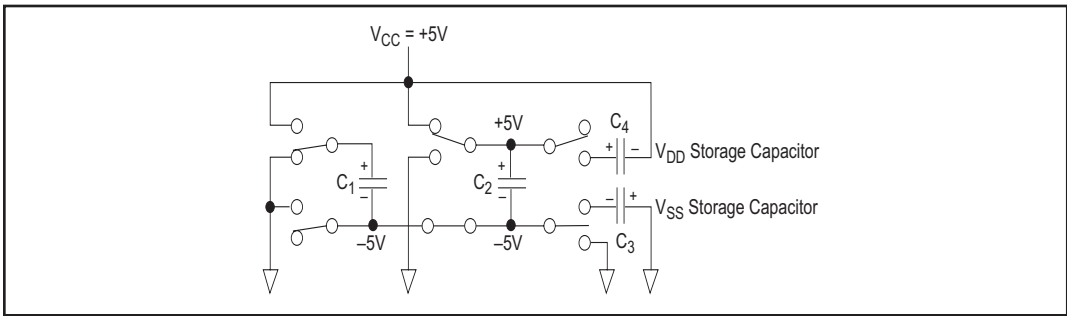 V_CC = +5V
+5V
C_4
+ –
V_DD Storage Capacitor
+
C_1
–
+
C_2
–
– +
V_SS Storage Capacitor
C_3
–5V
–5V